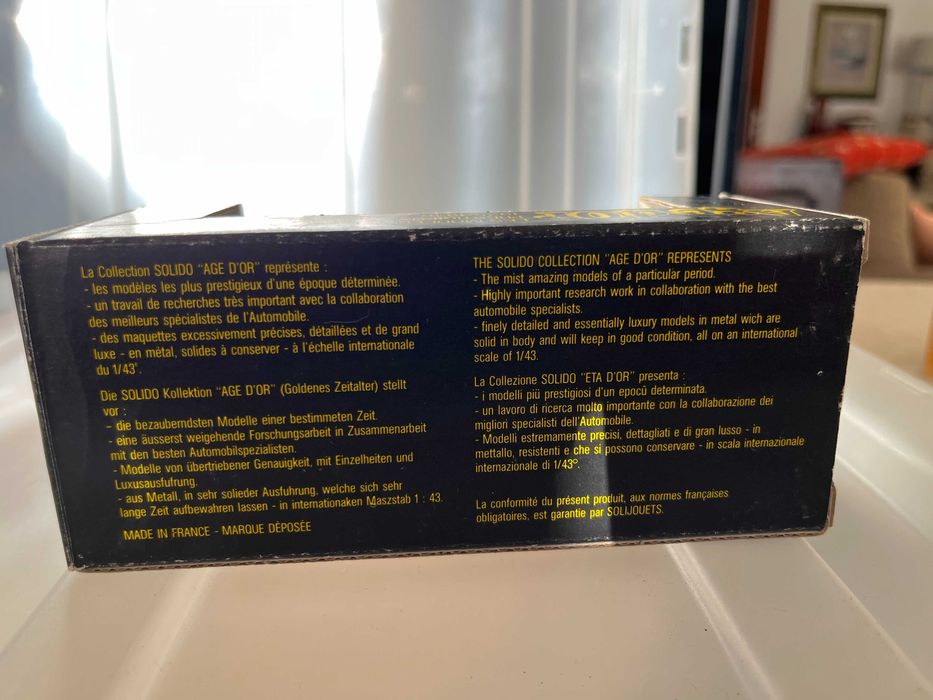 La Collection SOLIDO "AGE D'OR" représente :
- les modèles les plus prestigieux d'une époque déterminée.
- un travail de recherches très important avec la collaboration
des meilleurs spécialistes de l'Automobile.
- des maquettes excessivement précises, détaillées et de grand
luxe - en métal, solides à conserver - à l'échelle internationale
du 1/43°.
Die SOLIDO Kollektion "AGE D'OR" (Goldenes Zeitalter) stellt
vor :
- die bezauberndsten Modelle einer bestimmten Zeit.
- eine äusserst weigehende Forschungsarbeit in Zusammenarbeit
mit den besten Automobilspezialisten.
- Modelle von übertriebener Genauigkeit, mit Einzelheiten und
Luxusausfufrung.
- aus Metall, in sehr solieder Ausfuhrung, welche sich sehr
lange Zeit aufbewahren lassen - in internationaken Maszstab 1 : 43.
MADE IN FRANCE - MARQUE DÉPOSÉE
THE SOLIDO COLLECTION "AGE D'OR" REPRESENTS
- The mist amazing models of a particular period.
- Highly important research work in collaboration with the best
automobile specialists.
- finely detailed and essentially luxury models in metal wich are
solid in body and will keep in good condition, all on an international
scale of 1/43.
La Collezione SOLIDO "ETA D'OR" presenta :
- i modelli più prestigiosi d'un epocû determinata.
- un lavoro di ricerca molto importante con la collaborazione dei
migliori specialisti dell'Automobile.
- Modelli estremamente precisi, dettagliati e di gran lusso - in
mettallo, resistenti e che si possono conservare - in scala internazionale
internazionale di 1/43°.
La conformité du présent produit, aux normes françaises
obligatoires, est garantie par SOLIJOUETS.